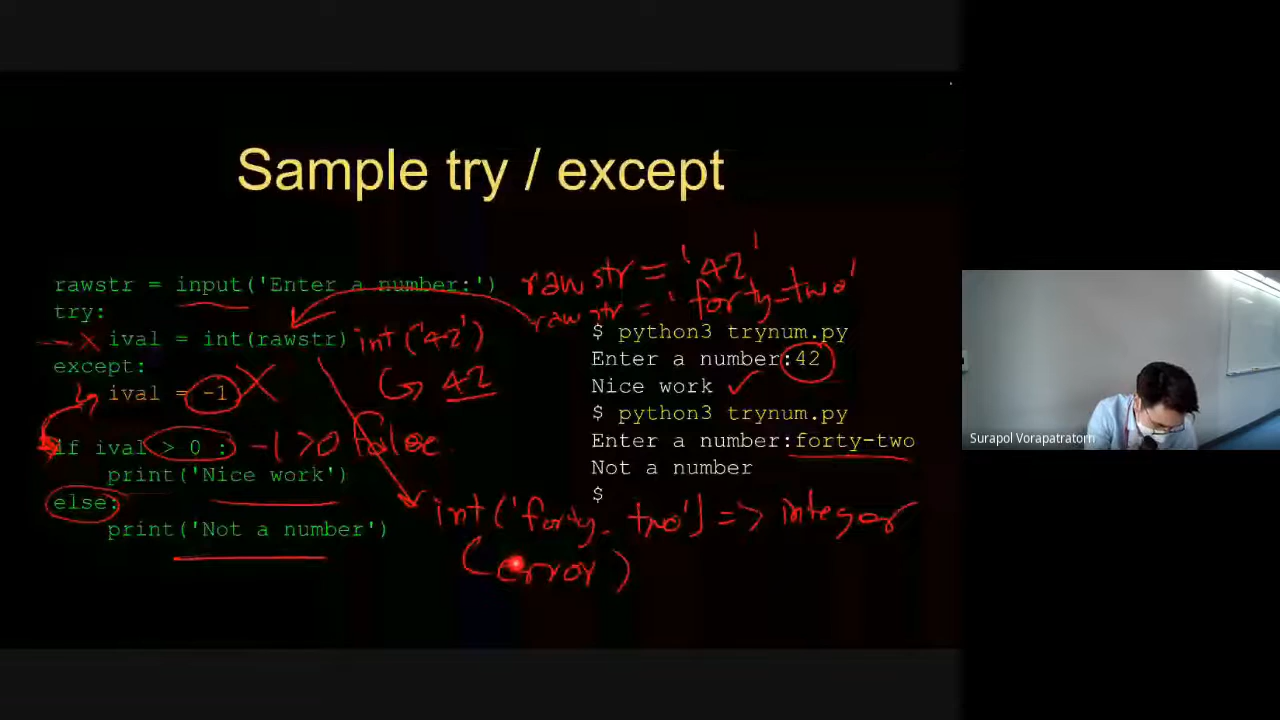 Sample try / except
rawstr = input('Enter a number:')
try:
ival = int(rawstr)
except:
ival = -1
if ival > 0 :
print('Nice work')
else:
print('Not a number')
rawstr = '42'
rawstr = 'forty-two'
int('42')
42
-1 > 0 false
$ python3 trynum.py
Enter a number:42
Nice work
$ python3 trynum.py
Enter a number:forty-two
Not a number
$
int('forty-two') => integer
(error)
Surapol Vorapatratorn